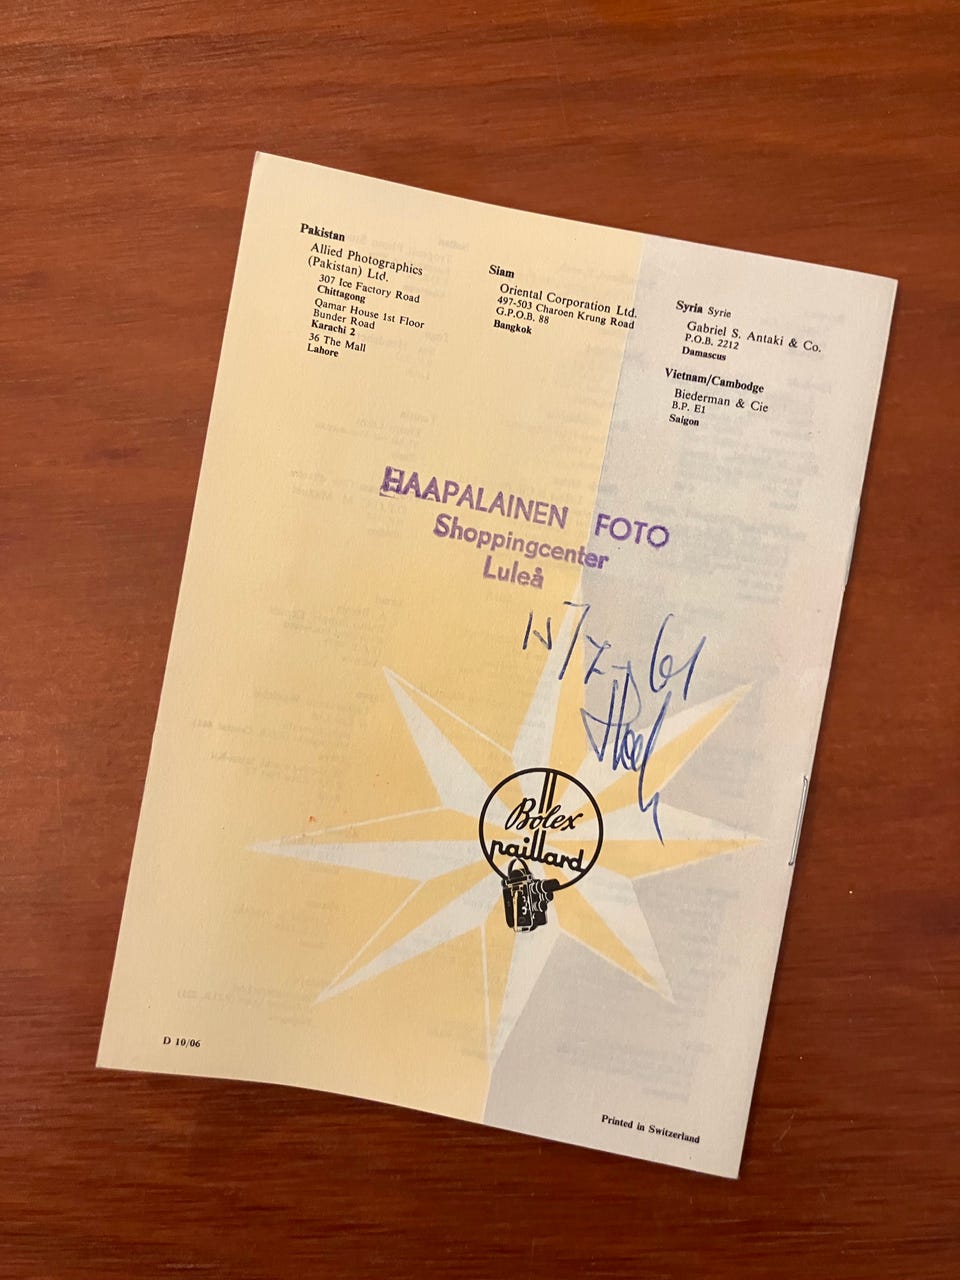 Pakistan
Allied Photographics
(Pakistan) Ltd.
307 Ice Factory Road
Chittagong
Qamar House 1st Floor
Bunder Road
Karachi 2
36 The Mall
Lahore
Siam
Oriental Corporation Ltd.
497-503 Charoen Krung Road
G.P.O.B. 88
Bangkok
Syria Syrie
Gabriel S. Antaki & Co.
P.O.B. 2212
Damascus
Vietnam/Cambodge
Biederman & Cie
B.P. E1
Saigon
HAAPALAINEN FOTO
Shoppingcenter
Luleå
61
Bolex
paillard
D 10/06
Printed in Switzerland